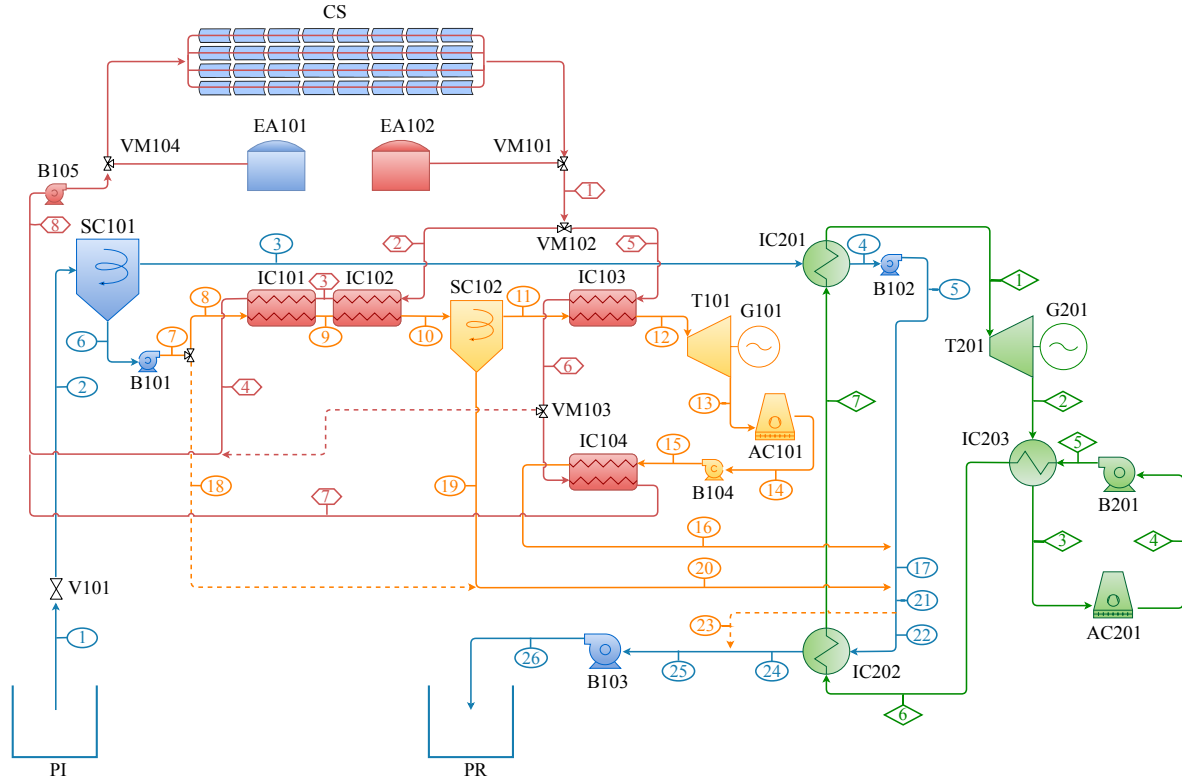 CS
EA101
EA102
VM104
VM101
B105
1
8
SC101
2
VM102
5
IC201
4
3
B102
5
1
IC101
3
IC102
SC102
11
IC103
T101
G101
G201
8
7
6
9
10
12
T201
B101
2
4
6
13
7
2
VM103
AC101
IC203
5
IC104
15
B104
14
B201
18
19
7
3
4
16
V101
20
17
21
1
23
22
AC201
26
B103
25
24
IC202
6
PI
PR